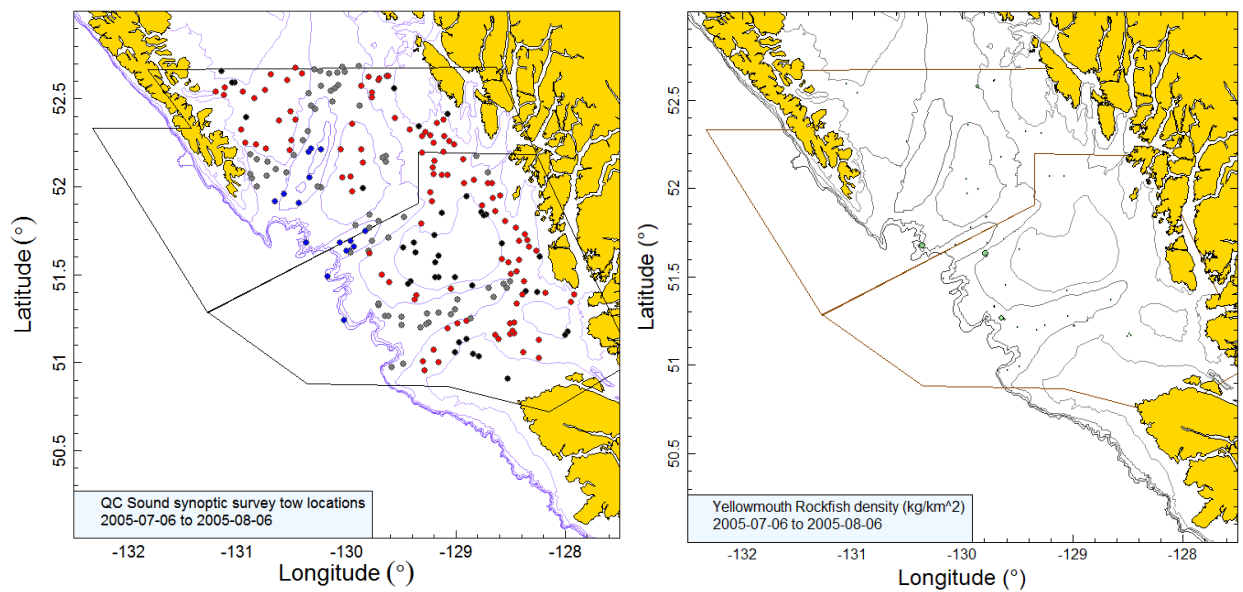 52.5
52
51.5
51
50.5
Latitude (°)
QC Sound synoptic survey tow locations
2005-07-06 to 2005-08-06
-132
-131
-130
-129
-128
Longitude (°)
52.5
52
51.5
51
50.5
Latitude (°)
Yellowmouth Rockfish density (kg/km^2)
2005-07-06 to 2005-08-06
-132
-131
-130
-129
-128
Longitude (°)